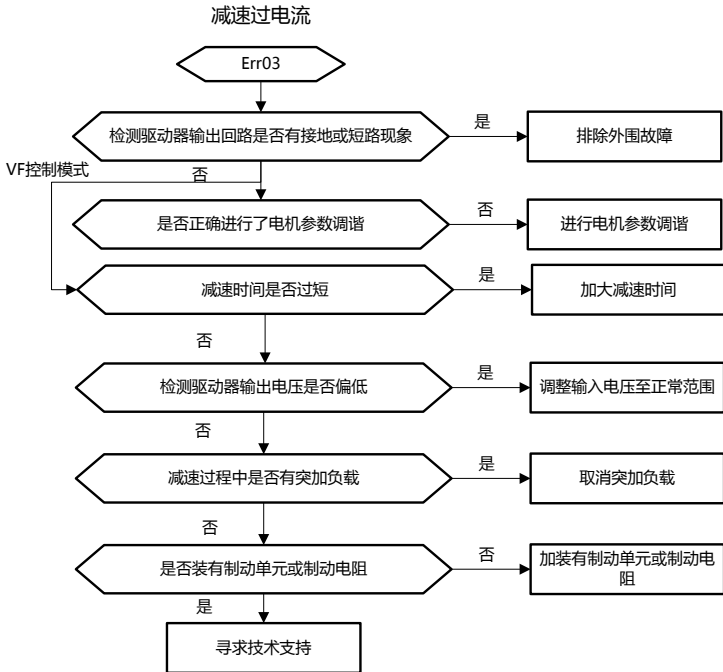 减速过电流
Err03
检测驱动器输出回路是否有接地或短路现象
是
排除外围故障
VF控制模式
否
是否正确进行了电机参数调谐
否
进行电机参数调谐
减速时间是否过短
是
加大减速时间
否
检测驱动器输出电压是否偏低
是
调整输入电压至正常范围
否
减速过程中是否有突加负载
是
取消突加负载
否
是否装有制动单元或制动电阻
否
加装有制动单元或制动电
阻
是
寻求技术支持